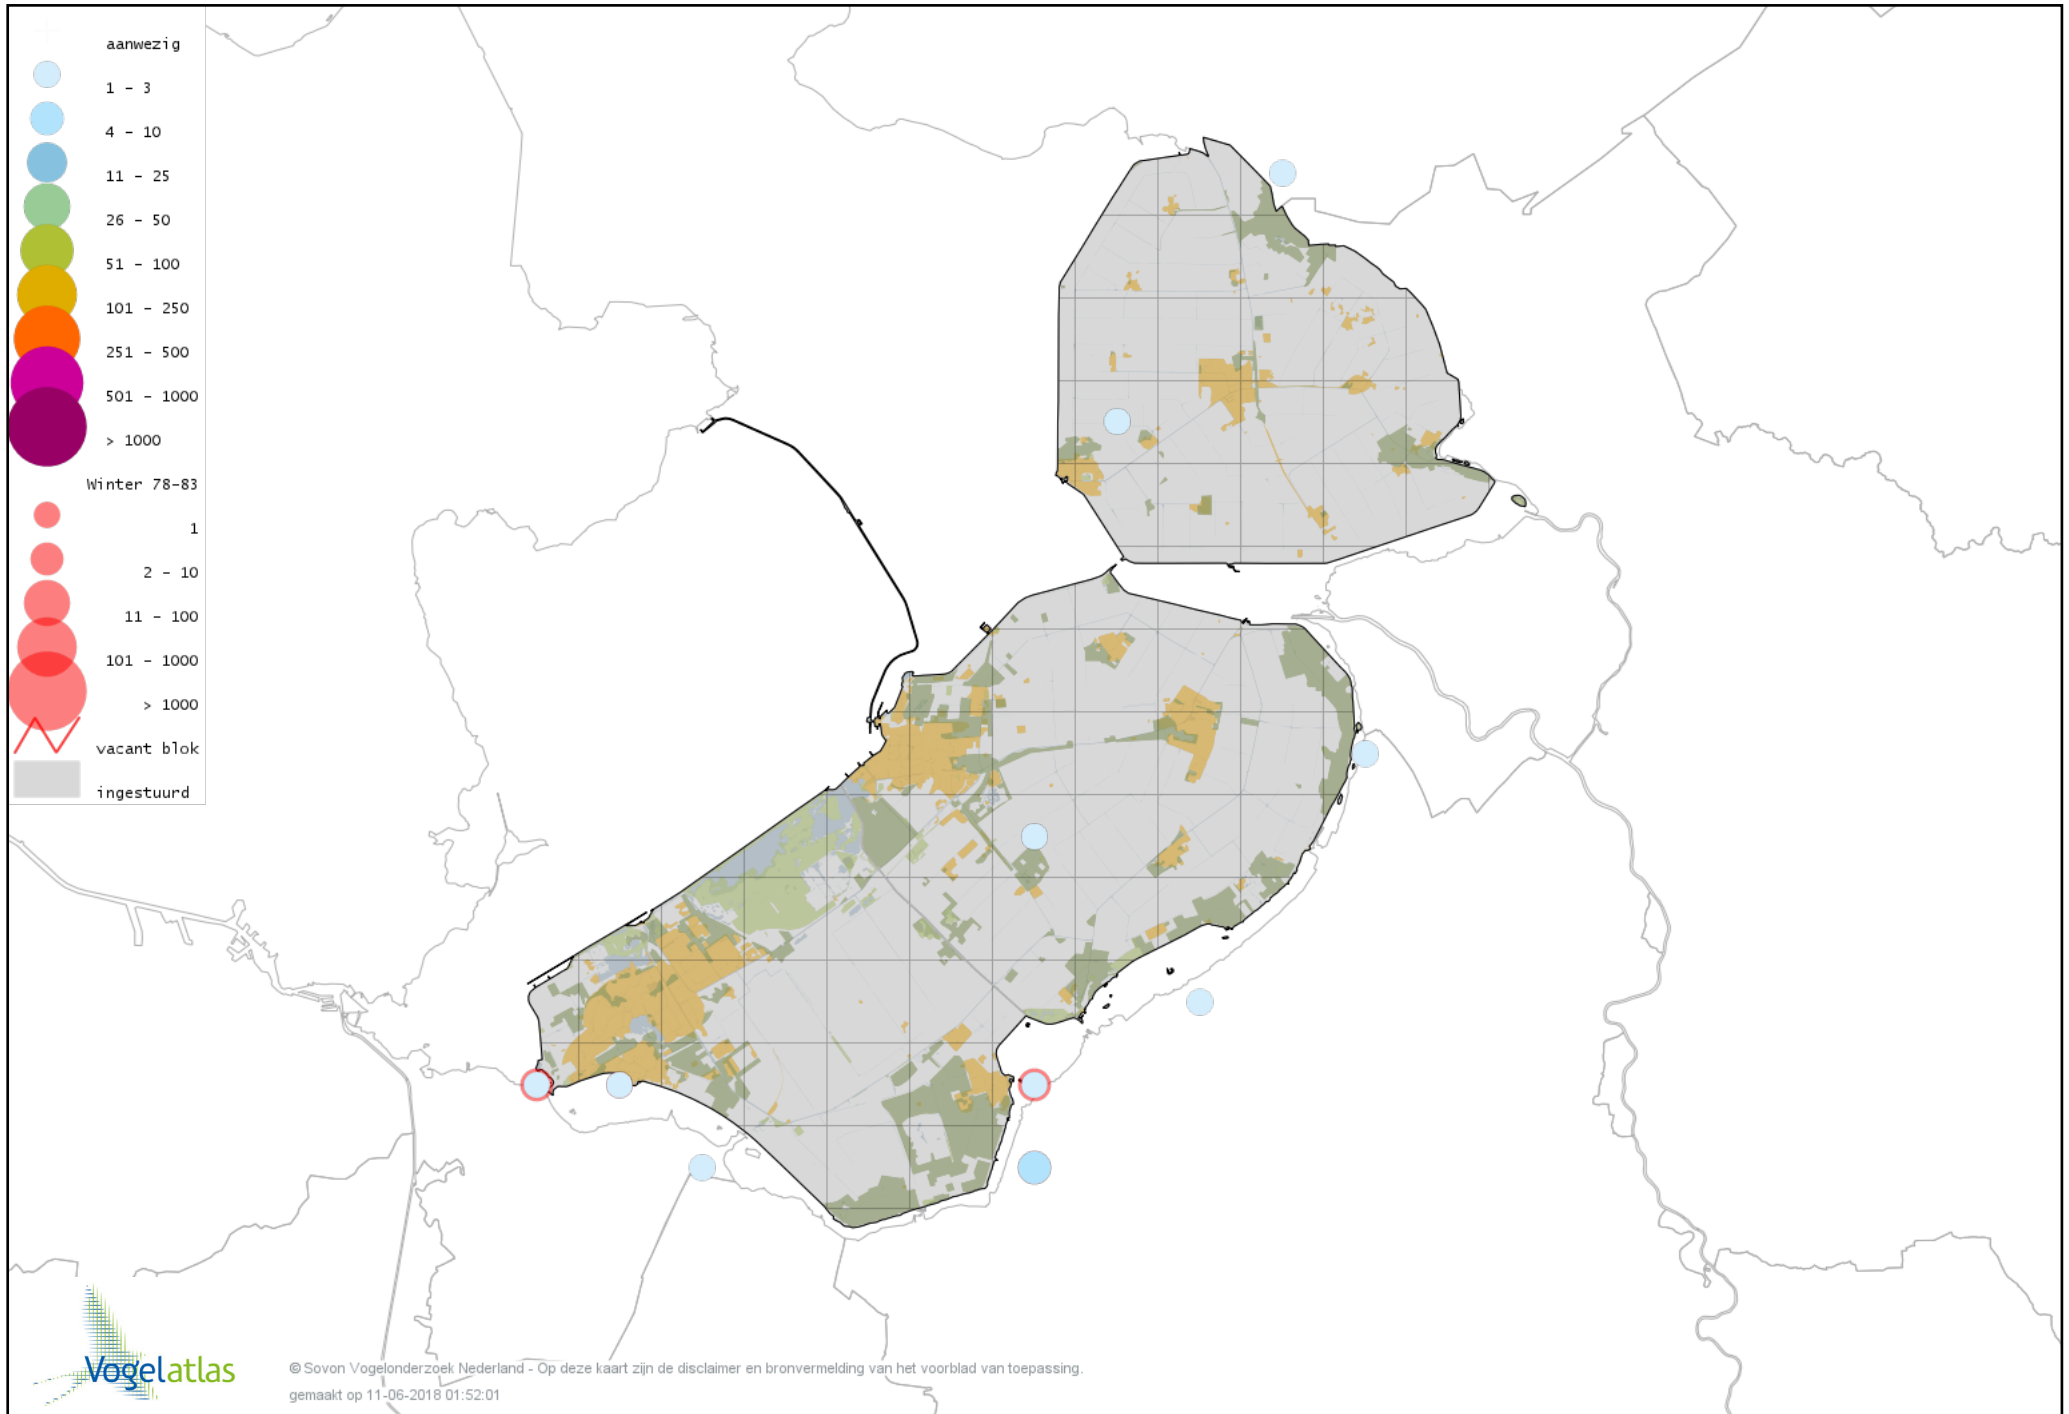 aanwezig
1 - 3
4 - 10
11 - 25
26 - 50
51 - 100
101 - 250
251 - 500
501 - 1000
> 1000
Winter 78-83
1
2 - 10
11 - 100
101 - 1000
> 1000
vacant blok
ingestuurd
Vogelatlas
© Sovon Vogelonderzoek Nederland - Op deze kaart zijn de disclaimer en bronvermelding van het voorblad van toepassing.
gemaakt op 11-06-2018 01:52:01